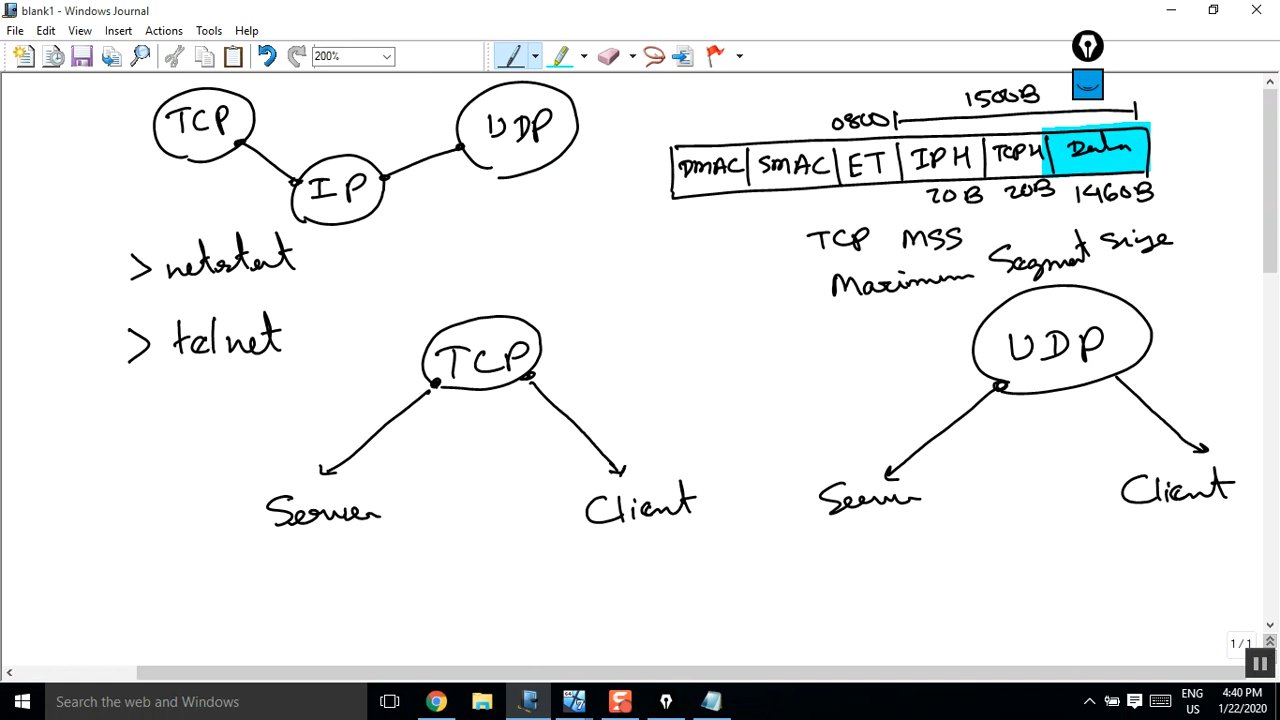 blank1 - Windows Journal
File Edit View Insert Actions Tools Help
200%
TCP
UDP
IP
> netstat
> telnet
1500B
0800
DMAC SMAC ET IPH TCPH Data
20B 20B 1460B
TCP MSS
Maximum Segment Size
TCP
Server
Client
UDP
Server
Client
1 / 1
Search the web and Windows
ENG
US
4:40 PM
1/22/2020